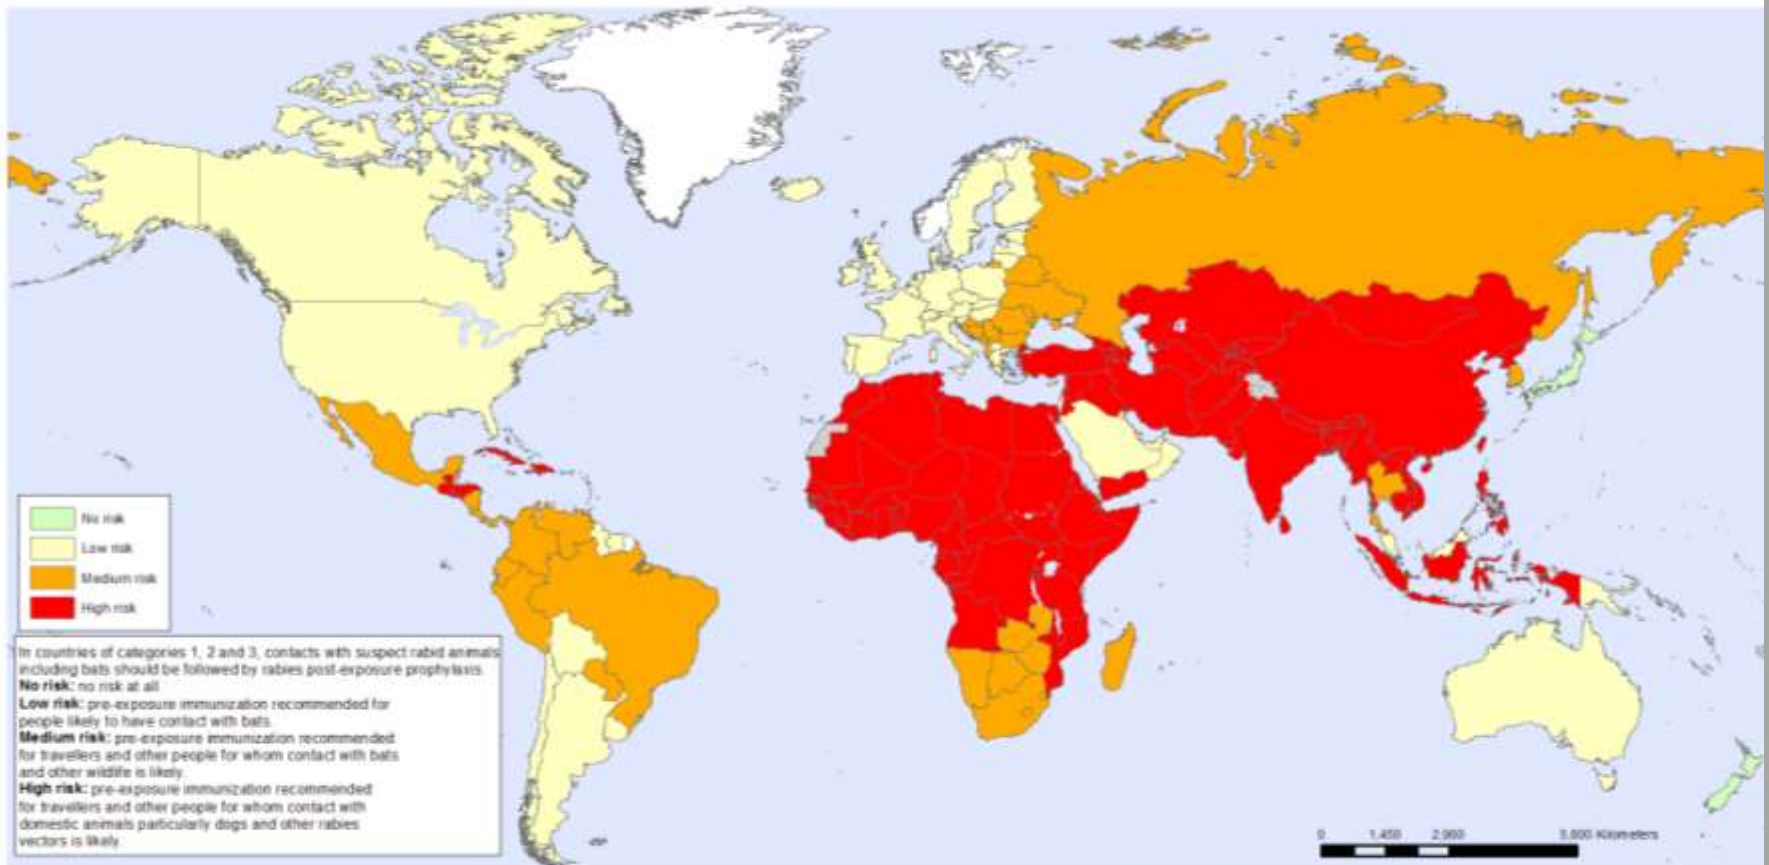 No risk
Low risk
Medium risk
High risk
In countries of categories 1, 2 and 3, contacts with suspect rabid animals
including bats should be followed by rabies post-exposure prophylaxis.
No risk: no risk at all
Low risk: pre-exposure immunization recommended for
people likely to have contact with bats.
Medium risk: pre-exposure immunization recommended
for travellers and other people for whom contact with bats
and other wildlife is likely.
High risk: pre-exposure immunization recommended
for travellers and other people for whom contact with
domestic animals particularly dogs and other rabies
vectors is likely.
0 1,450 2,900 5,800 Kilometers